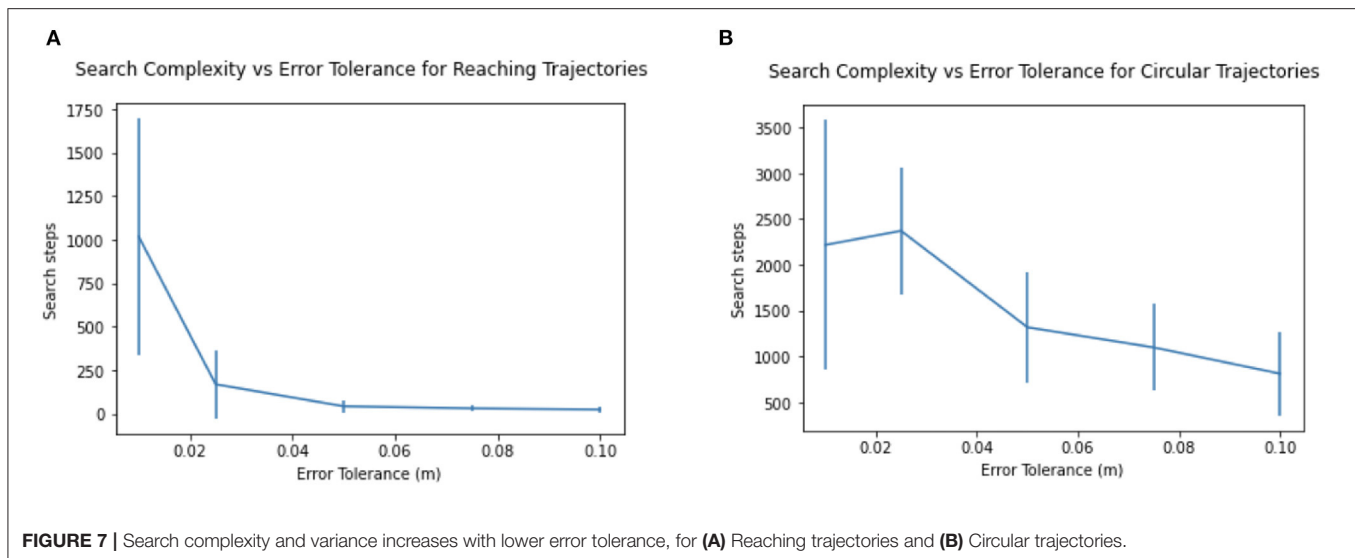 A
Search Complexity vs Error Tolerance for Reaching Trajectories
1750
1500
1250
1000
750
500
250
0
Search steps
0.02
0.04
0.06
0.08
0.10
Error Tolerance (m)
B
Search Complexity vs Error Tolerance for Circular Trajectories
3500
3000
2500
2000
1500
1000
500
Search steps
0.02
0.04
0.06
0.08
0.10
Error Tolerance (m)
FIGURE 7 | Search complexity and variance increases with lower error tolerance, for (A) Reaching trajectories and (B) Circular trajectories.